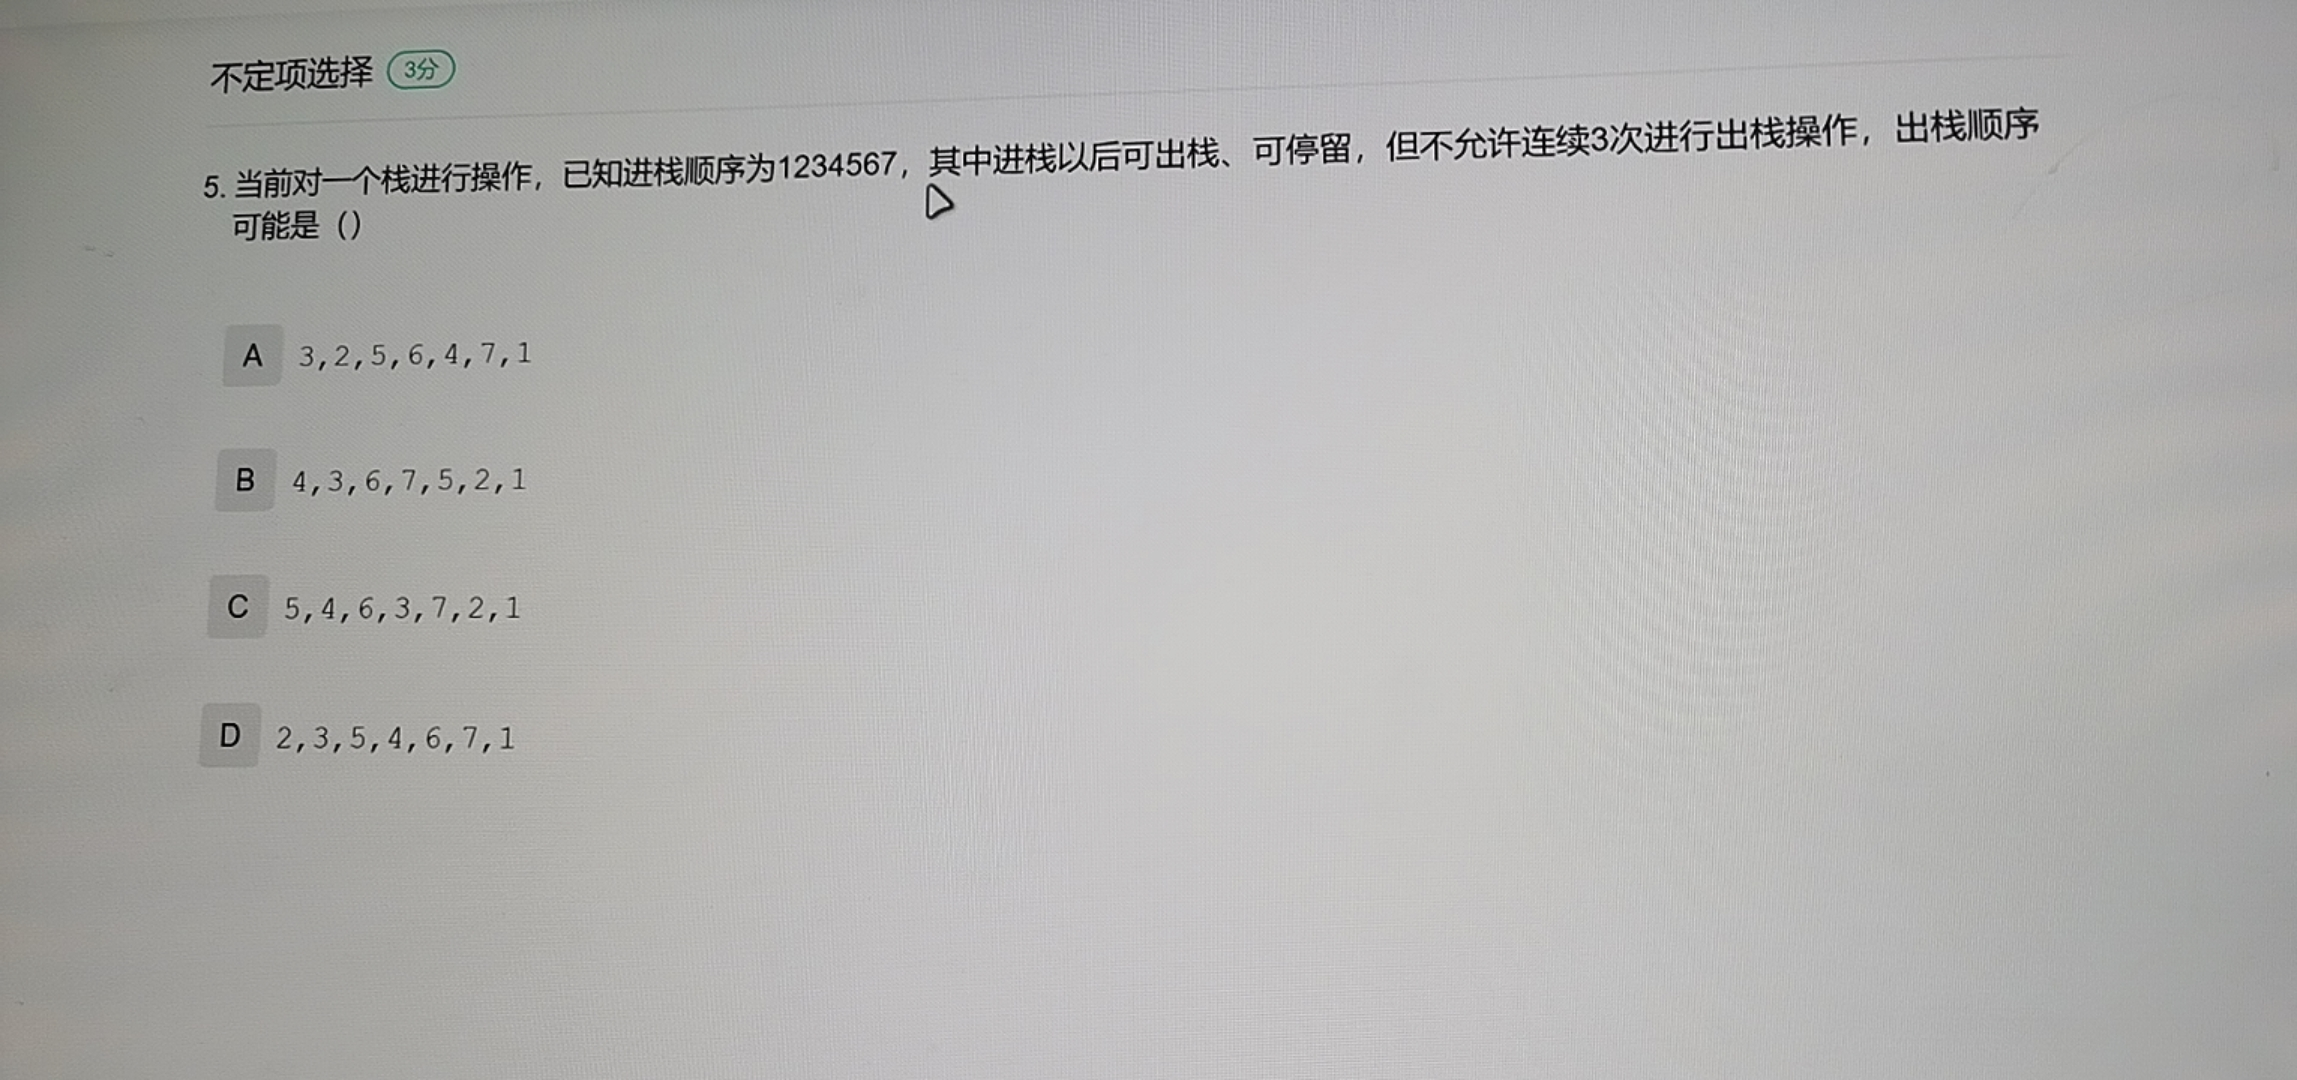 不定项选择 3分
5. 当前对一个栈进行操作，已知进栈顺序为1234567，其中进栈以后可出栈、可停留，但不允许连续3次进行出栈操作，出栈顺序
可能是（）
A 3,2,5,6,4,7,1
B 4,3,6,7,5,2,1
C 5,4,6,3,7,2,1
D 2,3,5,4,6,7,1